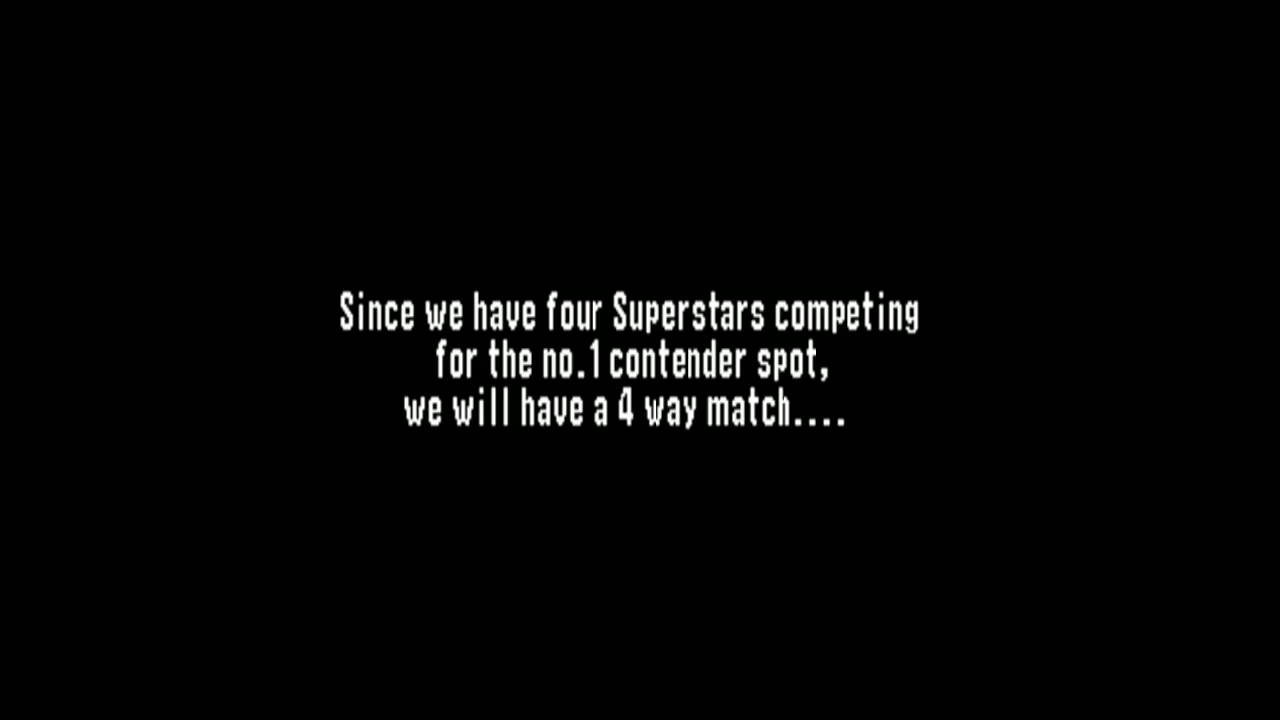 Since we have four Superstars competing
for the no.1 contender spot,
we will have a 4 way match....